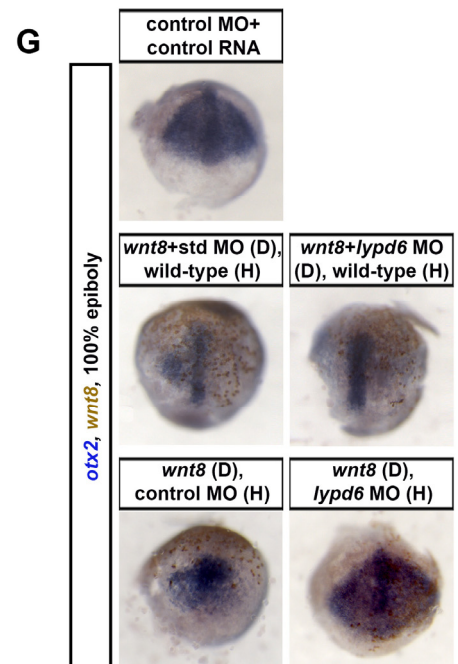 G
control MO+
control RNA
otx2, wnt8, 100% epiboly
wnt8+std MO (D),
wild-type (H)
wnt8+lypd6 MO
(D), wild-type (H)
wnt8 (D),
control MO (H)
wnt8 (D),
lypd6 MO (H)